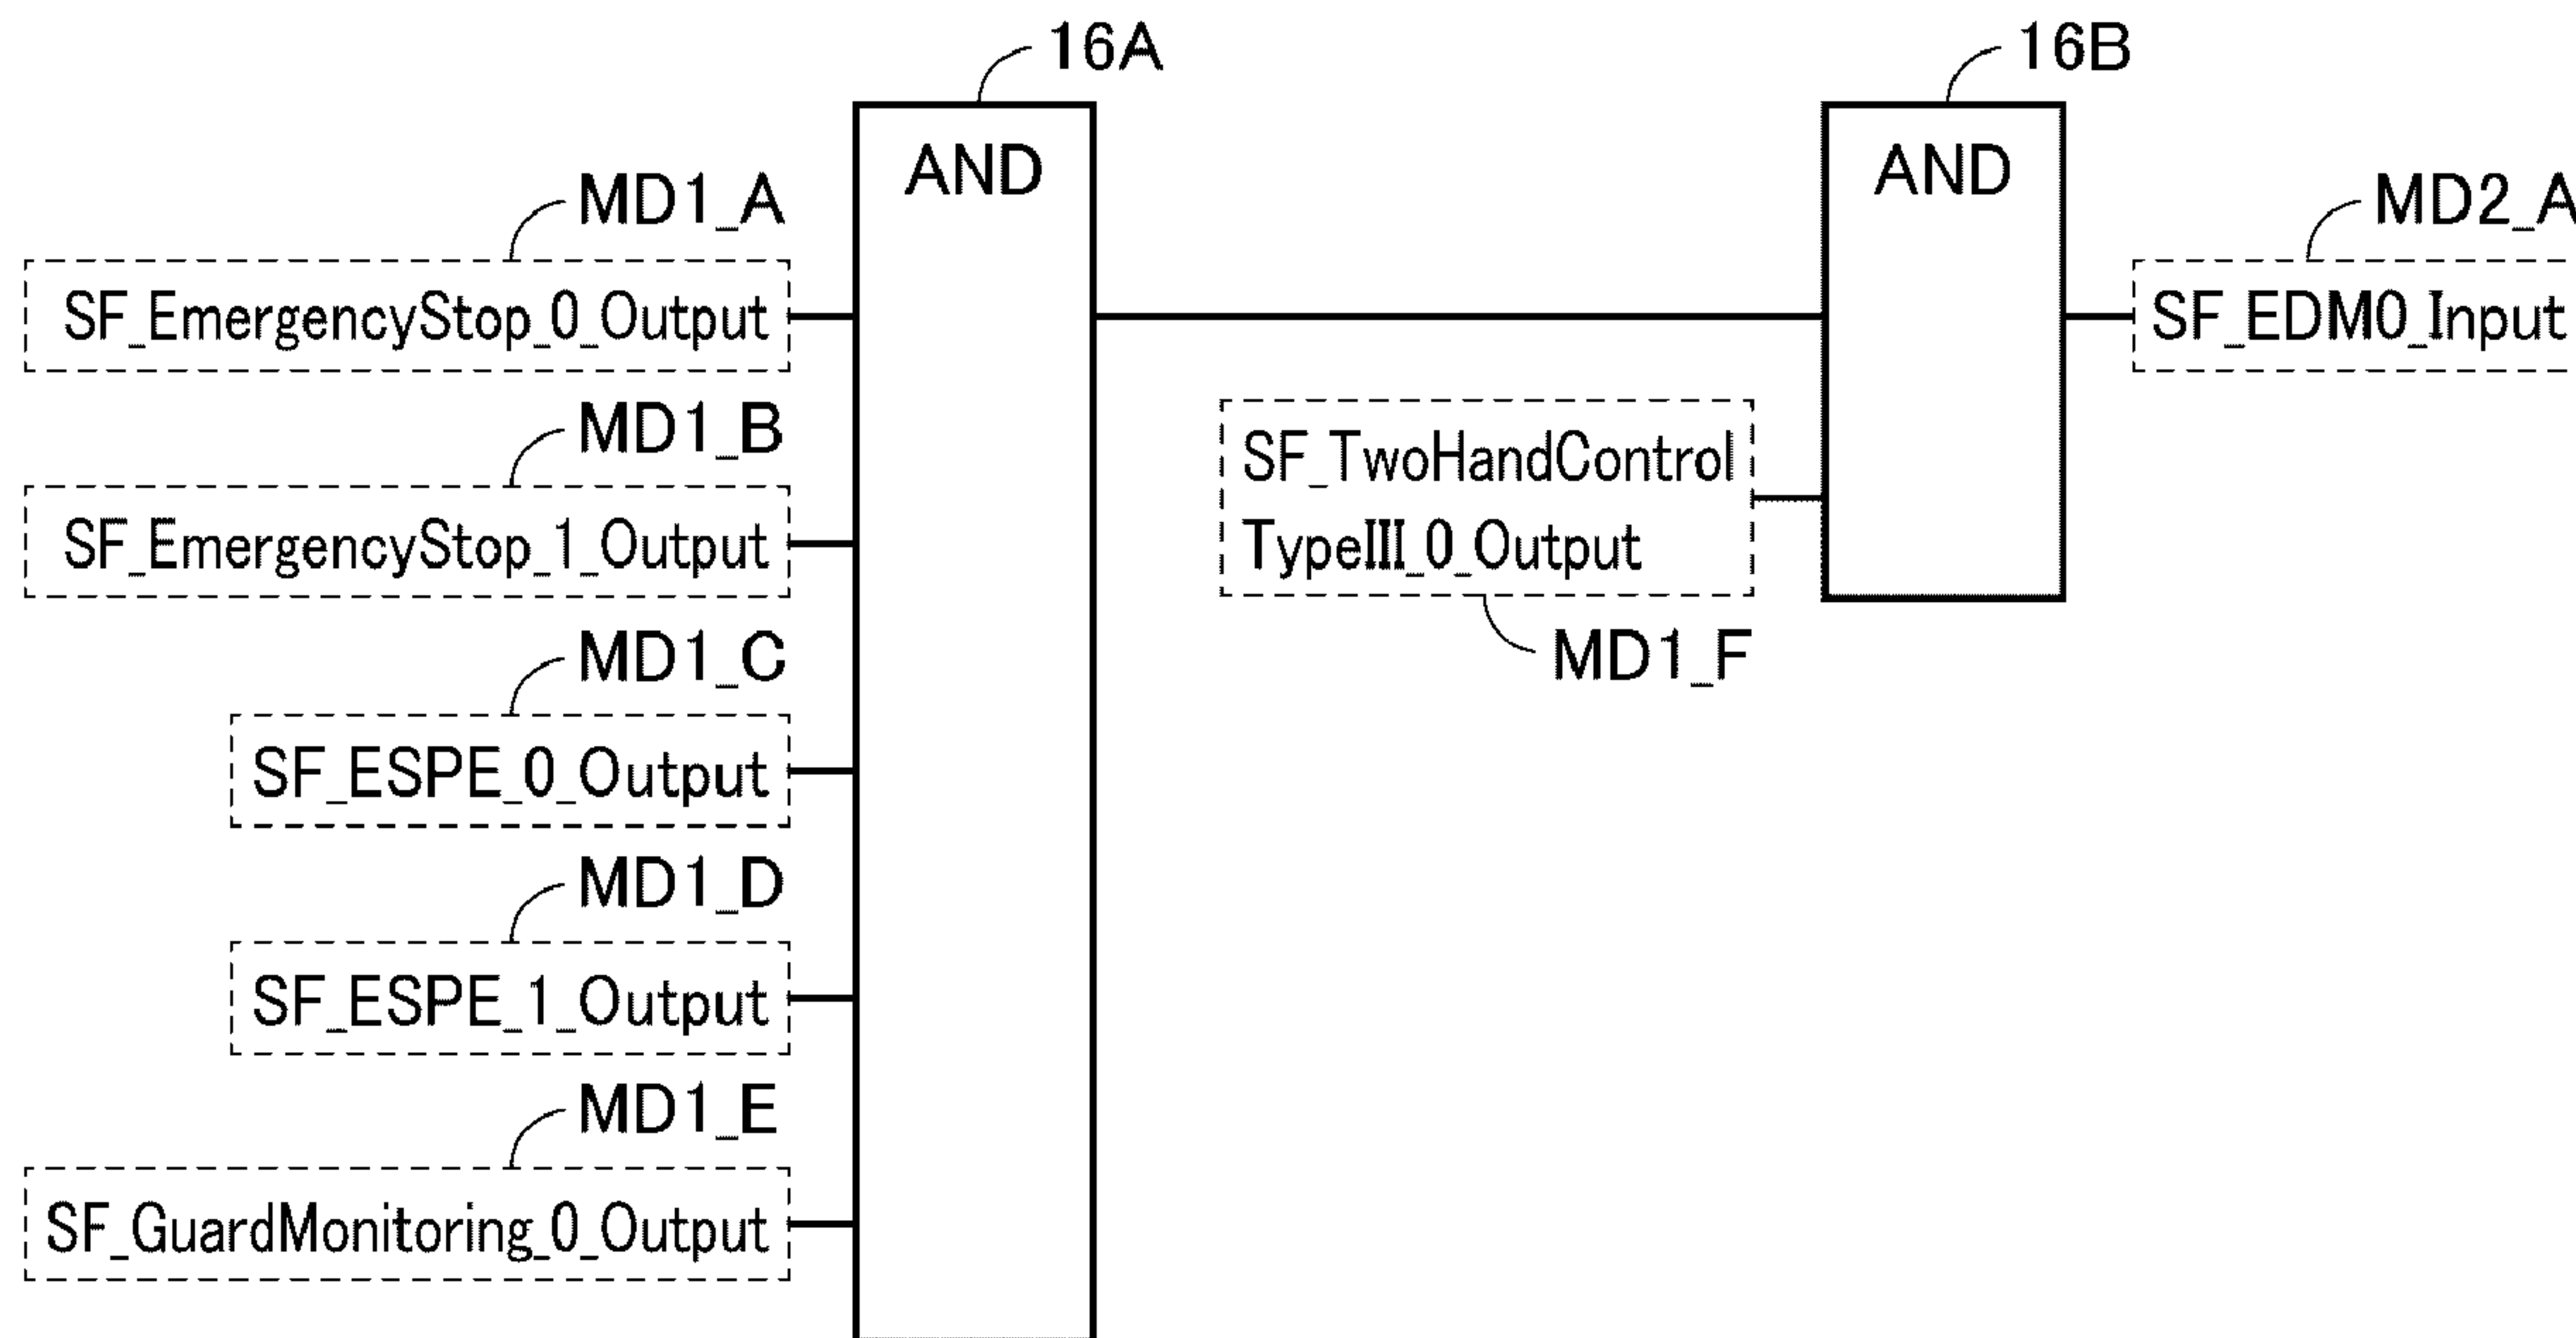 16A
16B
AND
AND
MD1_A
MD2_A
SF_EmergencyStop_0_Output
SF_EDM0_Input
MD1_B
SF_TwoHandControl
TypeIII_0_Output
SF_EmergencyStop_1_Output
MD1_C
MD1_F
SF_ESPE_0_Output
MD1_D
SF_ESPE_1_Output
MD1_E
SF_GuardMonitoring_0_Output